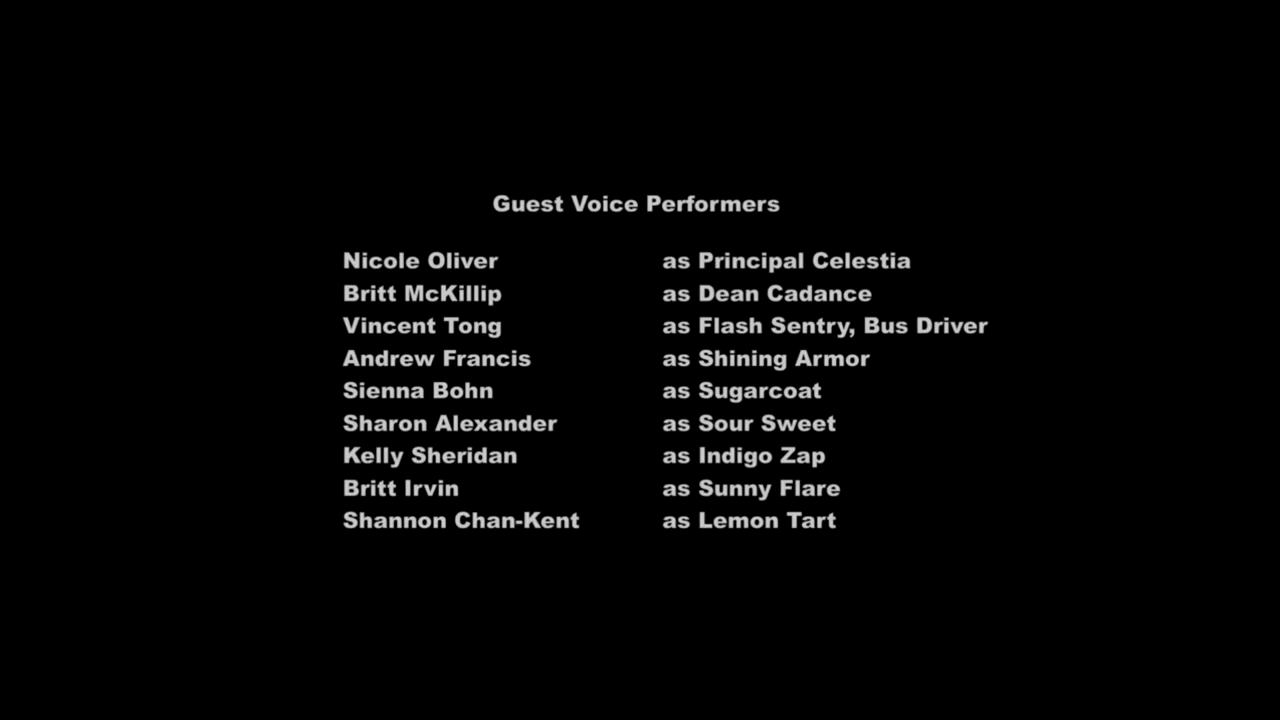 Guest Voice Performers
Nicole Oliver as Principal Celestia
Britt McKillip as Dean Cadance
Vincent Tong as Flash Sentry, Bus Driver
Andrew Francis as Shining Armor
Sienna Bohn as Sugarcoat
Sharon Alexander as Sour Sweet
Kelly Sheridan as Indigo Zap
Britt Irvin as Sunny Flare
Shannon Chan-Kent as Lemon Tart